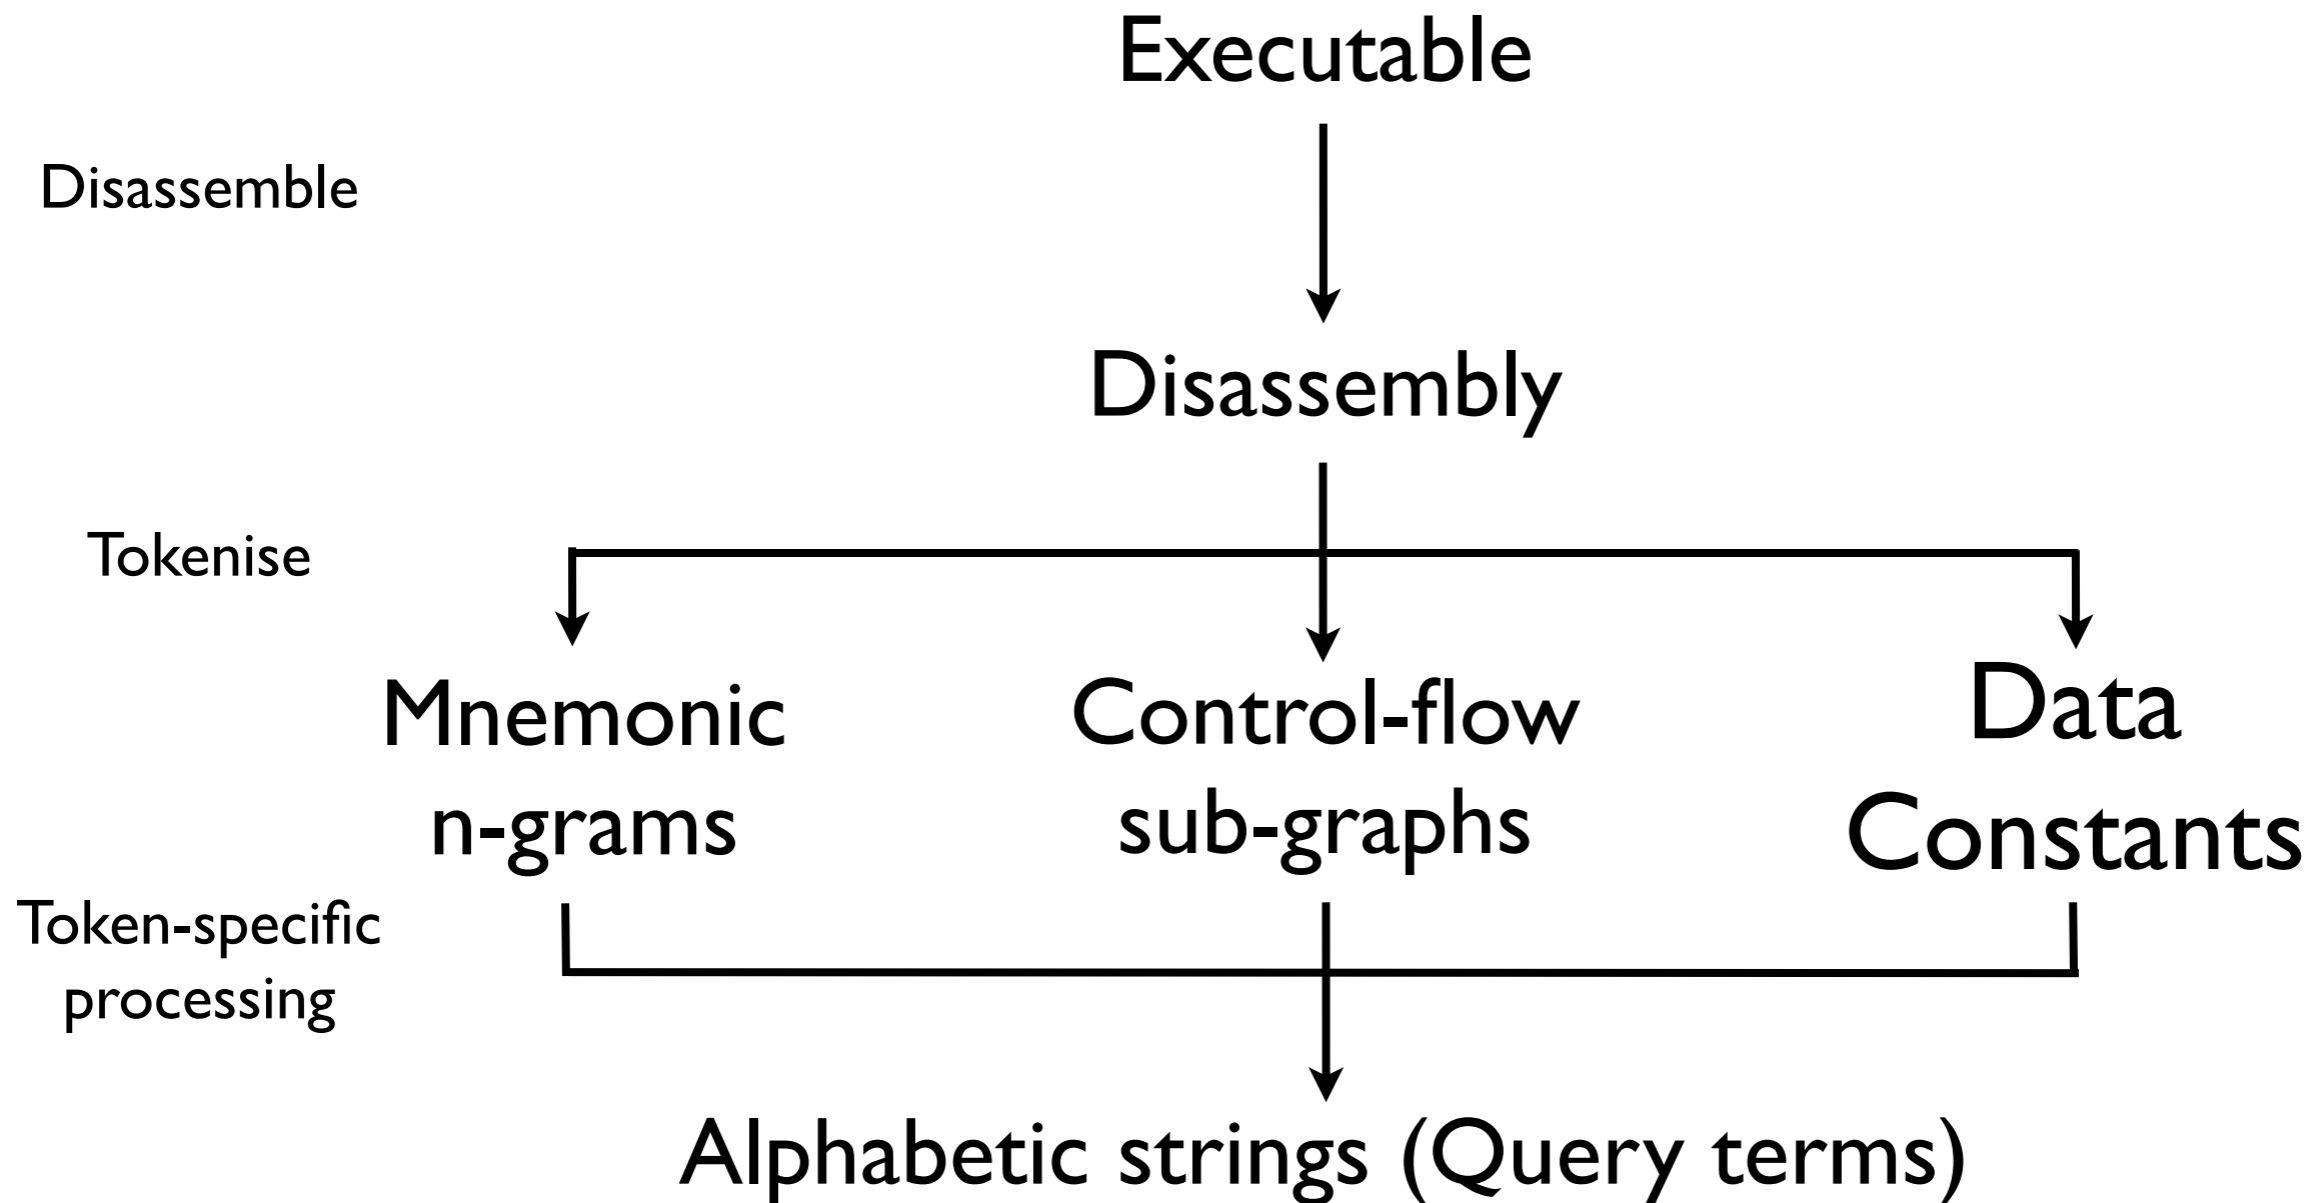 Executable
Disassemble
Disassembly
Tokenise
Mnemonic
n-grams
Control-flow
sub-graphs
Data
Constants
Token-specific
processing
Alphabetic strings (Query terms)